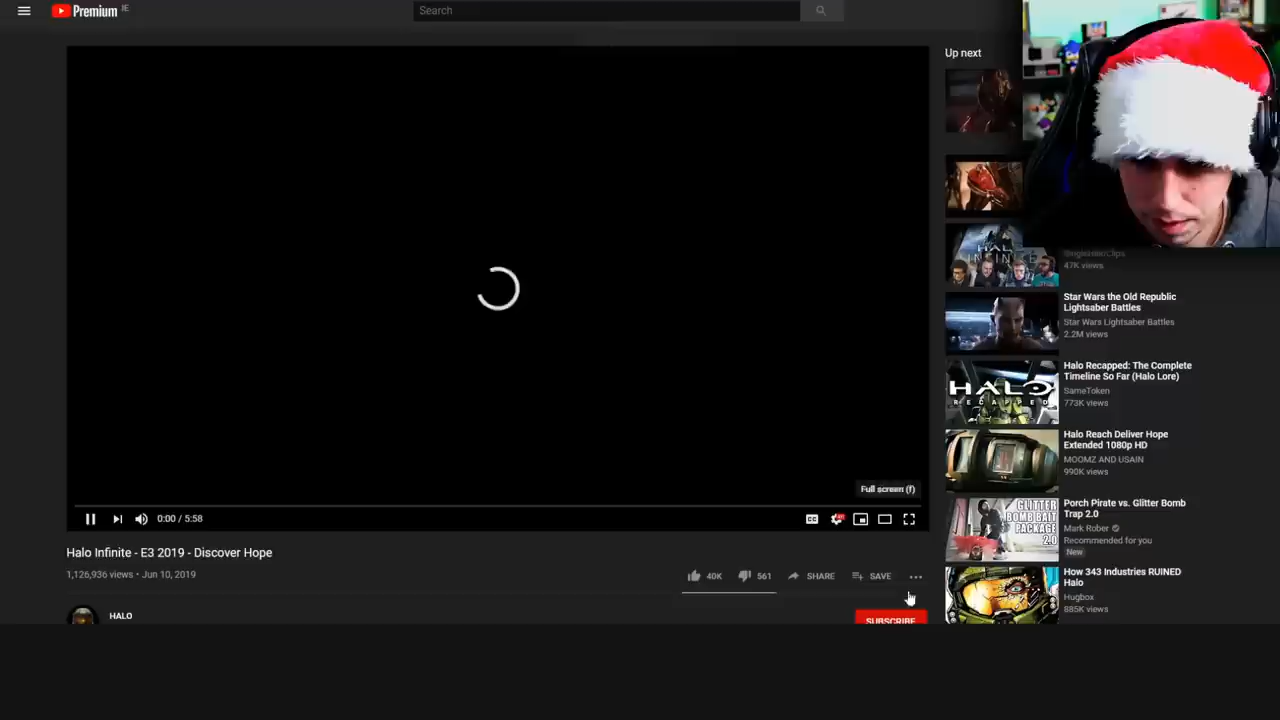 Premium IE
Search
Up next
47K views
Star Wars the Old Republic
Lightsaber Battles
Star Wars Lightsaber Battles
2.2M views
Halo Recapped: The Complete
Timeline So Far (Halo Lore)
SameToken
773K views
HALO
RECAPPED
Halo Reach Deliver Hope
Extended 1080p HD
MOOMZ AND USAIN
990K views
Full screen (f)
0:00 / 5:58
CC
Porch Pirate vs. Glitter Bomb
Trap 2.0
Mark Rober
Recommended for you
New
GLITTER
BOMB BAIT
PACKAGE
2.0
Halo Infinite - E3 2019 - Discover Hope
1,126,936 views • Jun 10, 2019
40K
561
SHARE
SAVE
How 343 Industries RUINED
Halo
Hugbox
885K views
HALO
SUBSCRIBE